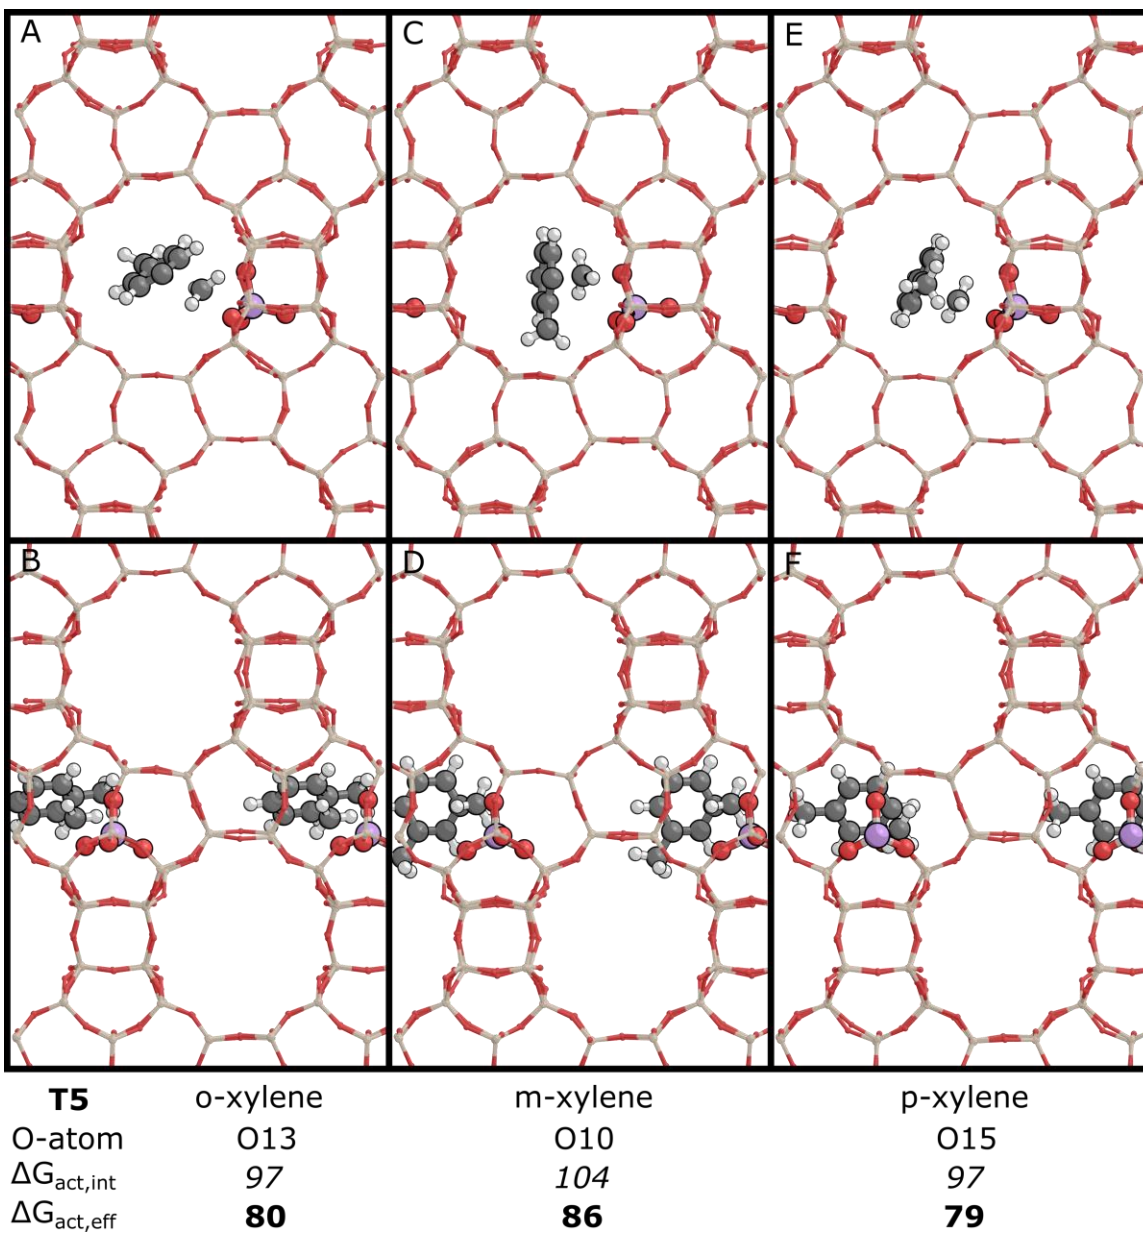 A C E
B D F
T5 o-xylene m-xylene p-xylene
O-atom O13 O10 O15
ΔGact,int 97 104 97
ΔGact,eff 80 86 79